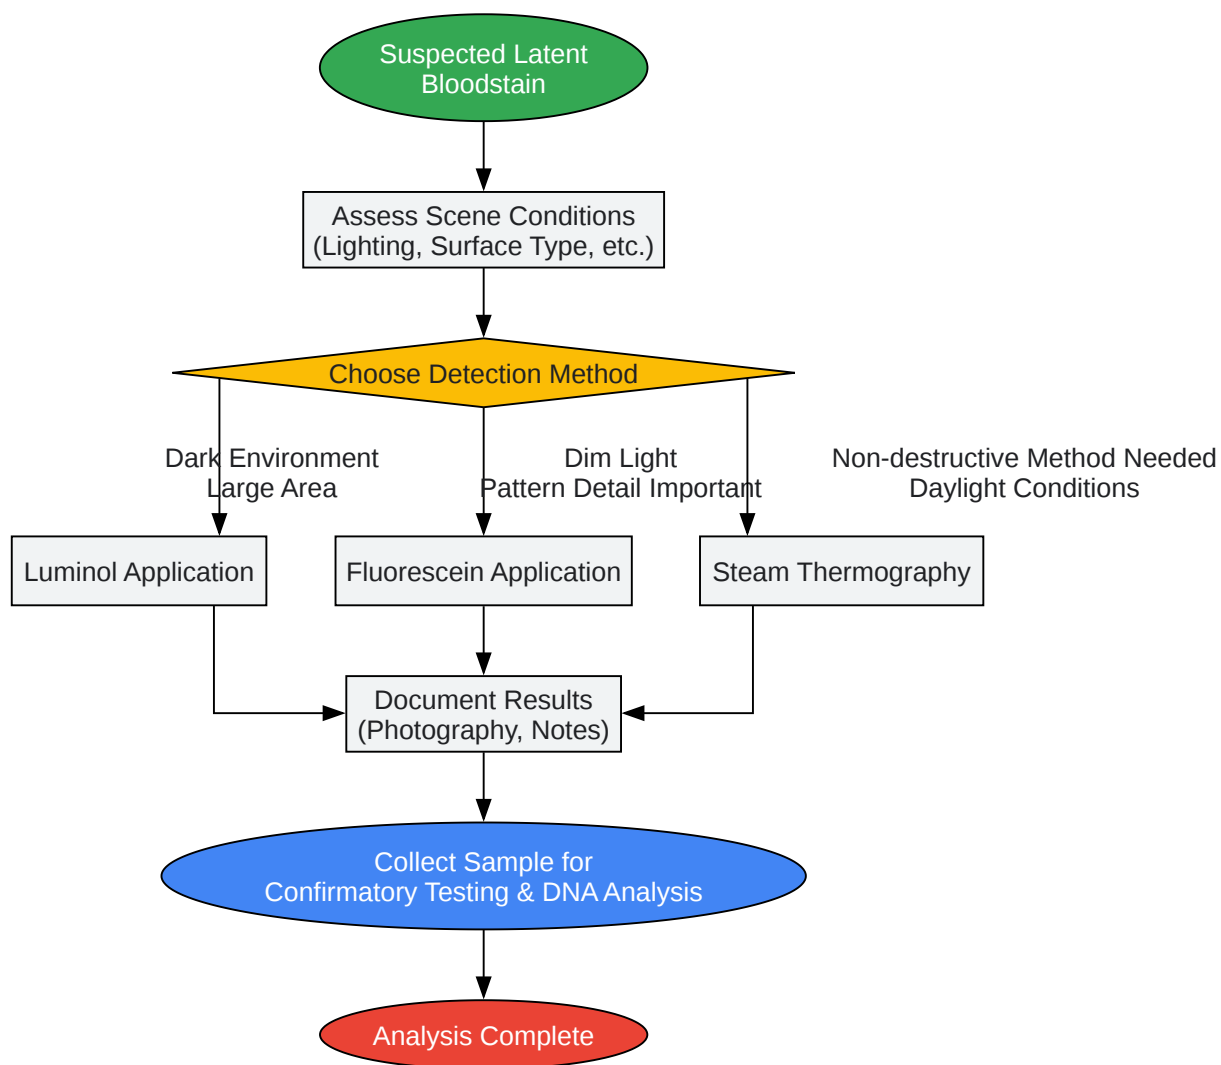 Suspected Latent
Bloodstain
Assess Scene Conditions
(Lighting, Surface Type, etc.)
Choose Detection Method
Dark Environment
Large Area
Dim Light
Pattern Detail Important
Non-destructive Method Needed
Daylight Conditions
Luminol Application
Fluorescein Application
Steam Thermography
Document Results
(Photography, Notes)
Collect Sample for
Confirmatory Testing & DNA Analysis
Analysis Complete